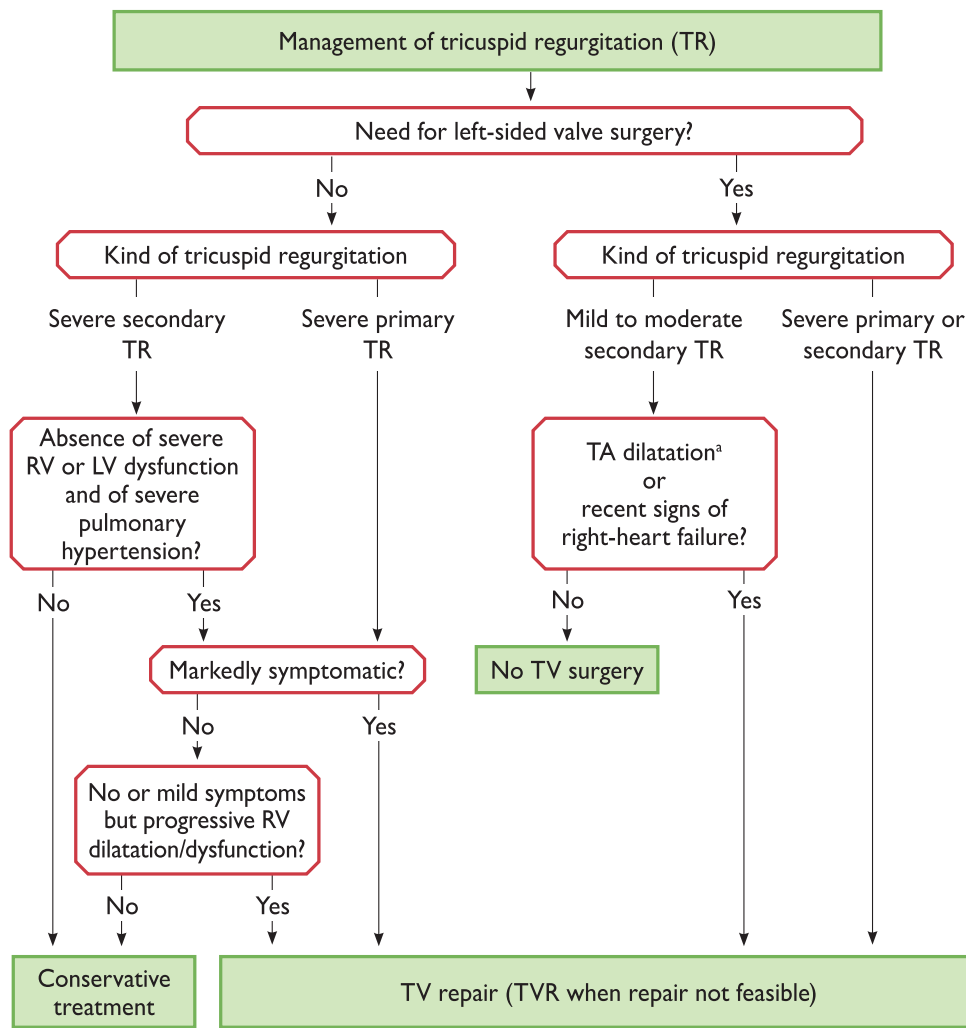 Management of tricuspid regurgitation (TR)
Need for left-sided valve surgery?
No
Yes
Kind of tricuspid regurgitation
Kind of tricuspid regurgitation
Severe secondary
TR
Severe primary
TR
Mild to moderate
secondary TR
Severe primary or
secondary TR
Absence of severe
RV or LV dysfunction
and of severe
pulmonary
hypertension?
TA dilatationᵃ
or
recent signs of
right-heart failure?
No
Yes
No
Yes
Markedly symptomatic?
No TV surgery
No
Yes
No or mild symptoms
but progressive RV
dilatation/dysfunction?
No
Yes
Conservative
treatment
TV repair (TVR when repair not feasible)